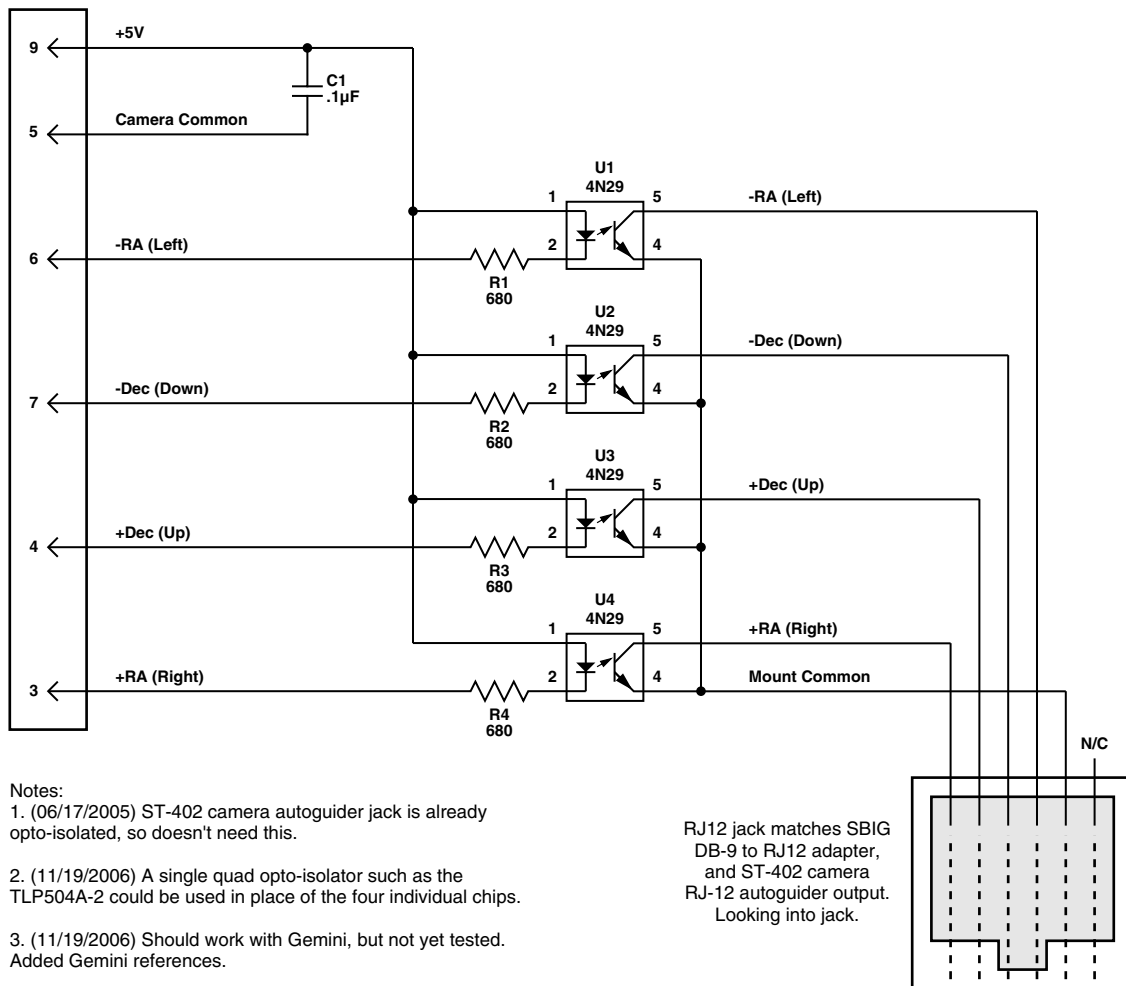 9
+5V
C1
.1µF
5
Camera Common
U1
4N29
1
5
-RA (Left)
6
-RA (Left)
2
4
R1
680
U2
4N29
1
5
-Dec (Down)
7
-Dec (Down)
2
4
R2
680
U3
4N29
1
5
+Dec (Up)
4
+Dec (Up)
2
4
R3
680
U4
4N29
1
5
+RA (Right)
3
+RA (Right)
2
4
Mount Common
R4
680
N/C
Notes:
1. (06/17/2005) ST-402 camera autoguider jack is already
opto-isolated, so doesn't need this.
2. (11/19/2006) A single quad opto-isolator such as the
TLP504A-2 could be used in place of the four individual chips.
3. (11/19/2006) Should work with Gemini, but not yet tested.
Added Gemini references.
RJ12 jack matches SBIG
DB-9 to RJ12 adapter,
and ST-402 camera
RJ-12 autoguider output.
Looking into jack.